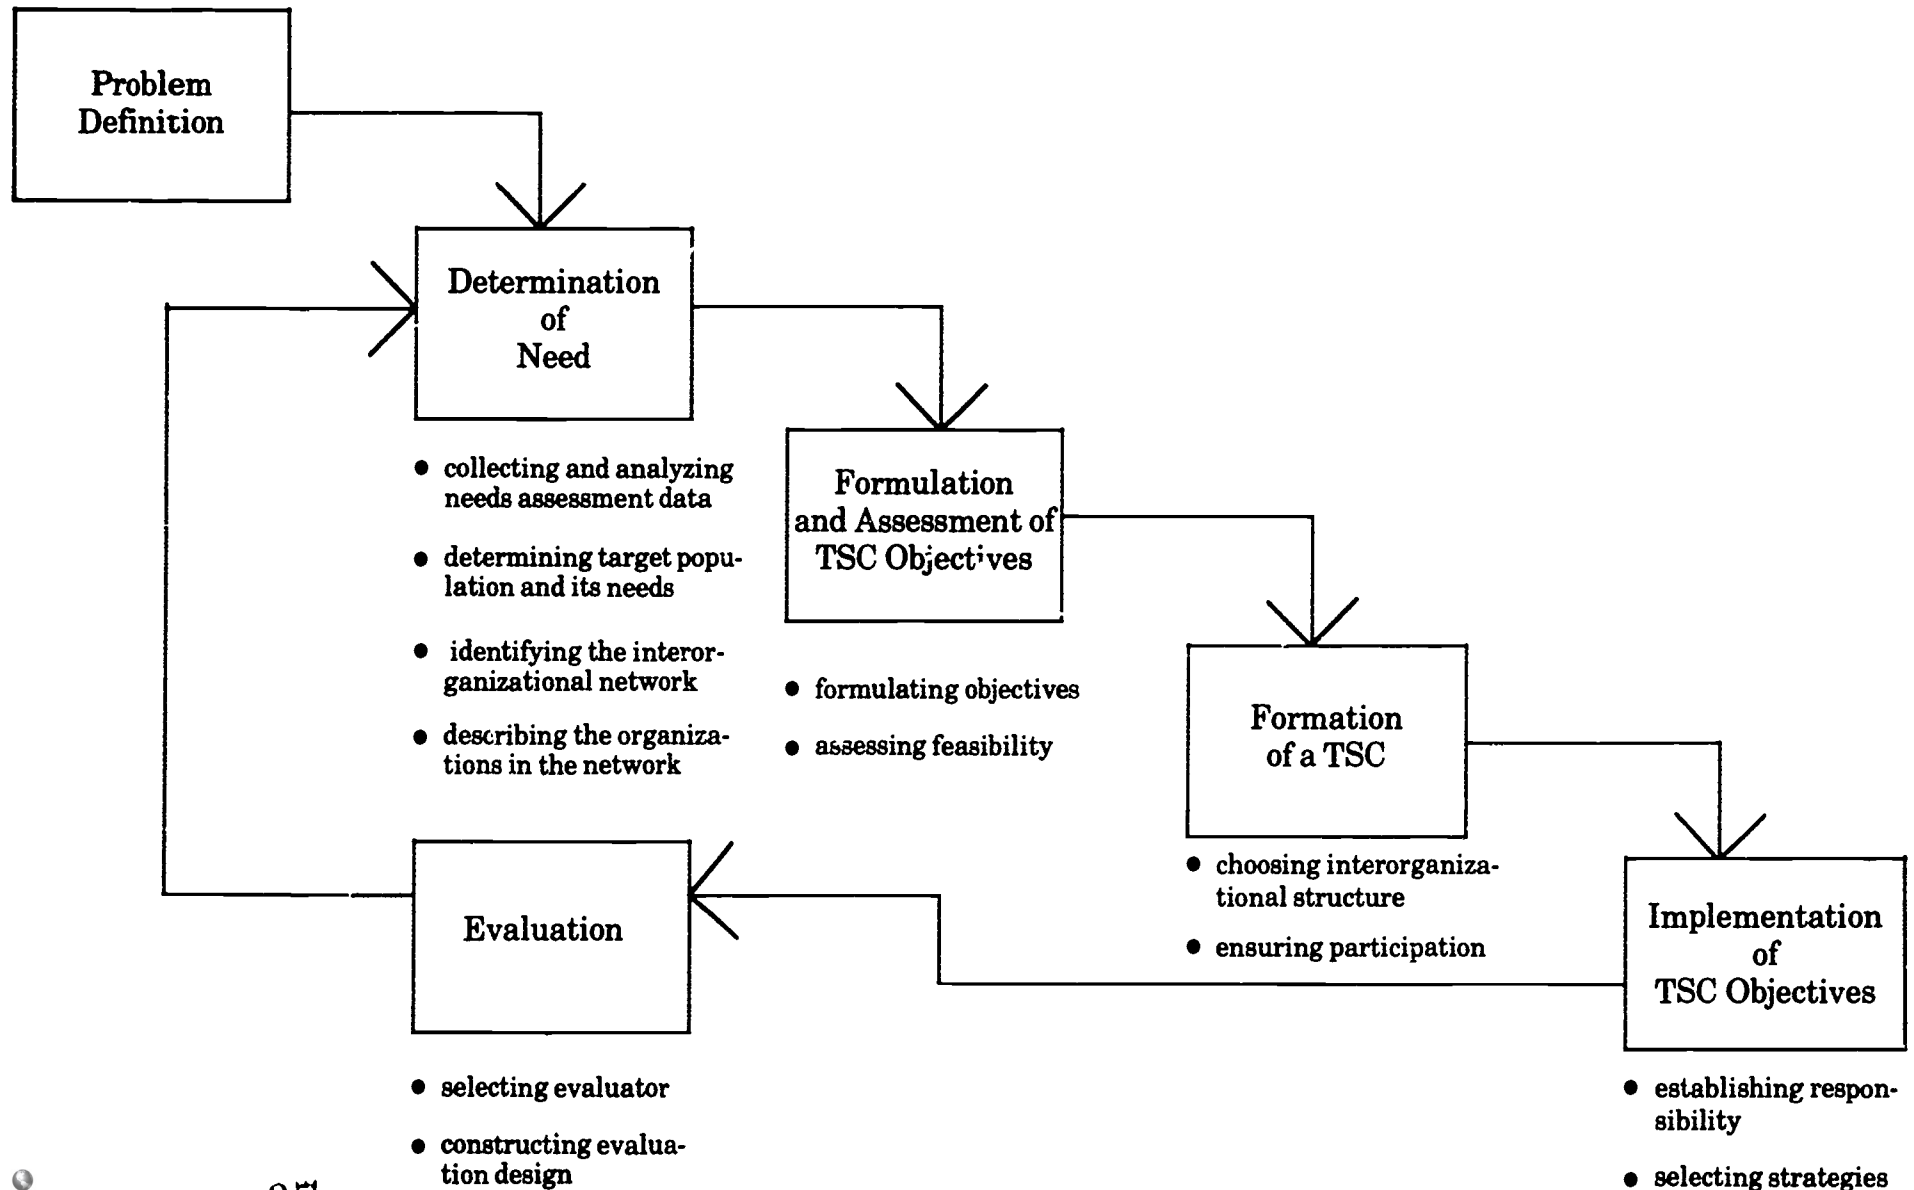 Problem
Definition
Determination
of
Need
• collecting and analyzing
needs assessment data
• determining target popu-
lation and its needs
• identifying the interor-
ganizational network
• describing the organiza-
tions in the network
Formulation
and Assessment of
TSC Objectives
• formulating objectives
• assessing feasibility
Formation
of a TSC
• choosing interorganiza-
tional structure
• ensuring participation
Implementation
of
TSC Objectives
• establishing respon-
sibility
• selecting strategies
Evaluation
• selecting evaluator
• constructing evalua-
tion design